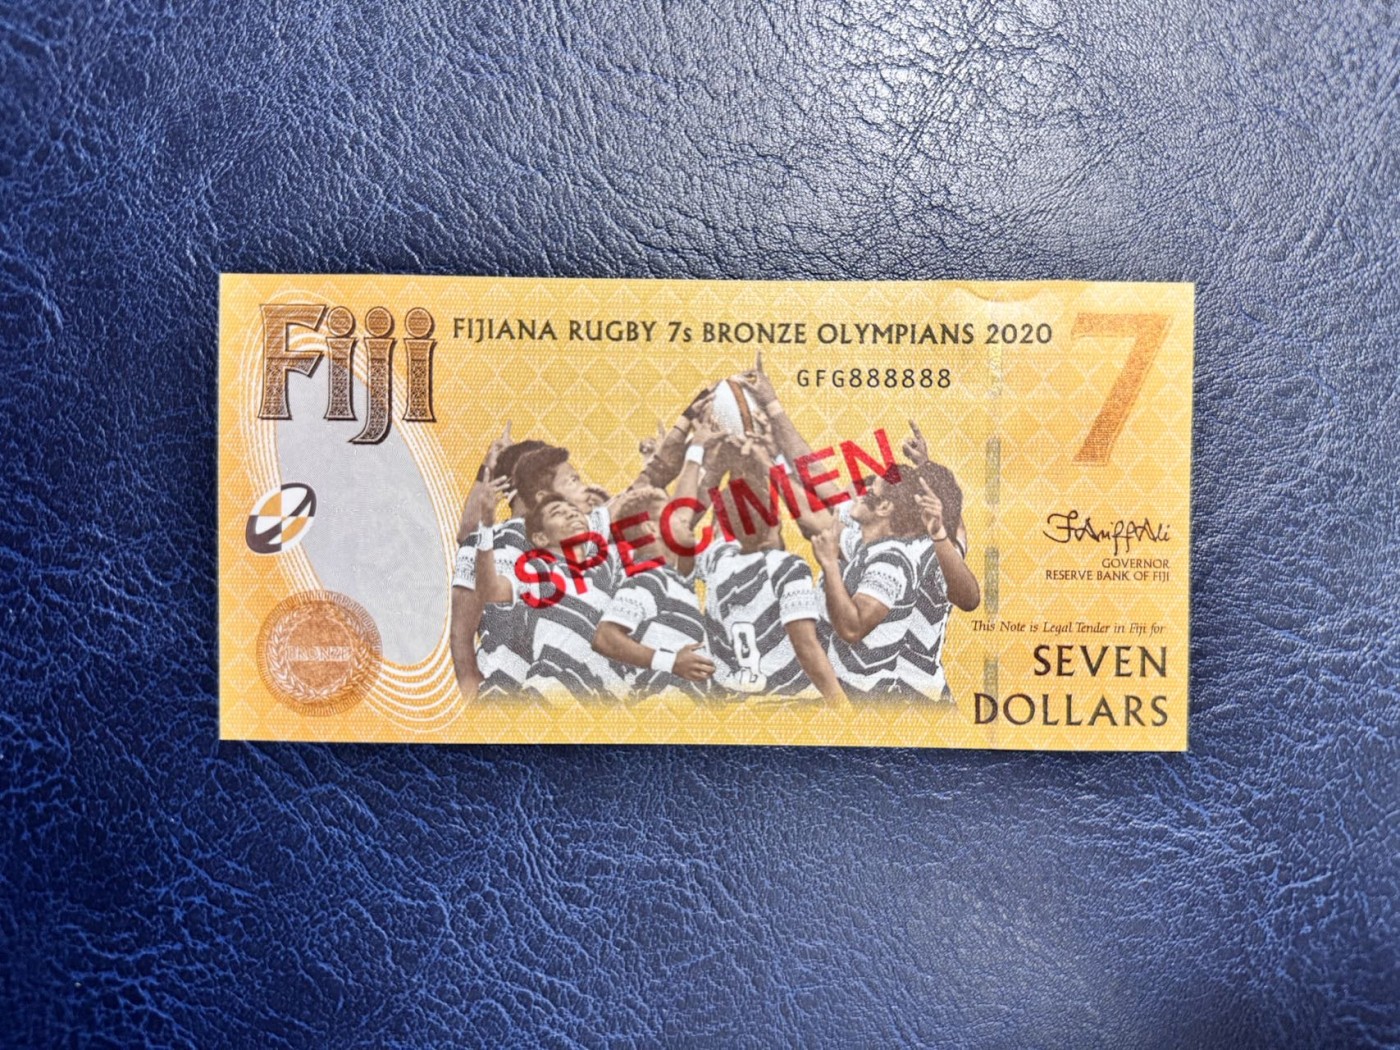 Fiji
FIJIANA RUGBY 7s BRONZE OLYMPIANS 2020
7
GFG888888
SPECIMEN
GOVERNOR
RESERVE BANK OF FIJI
BRONZE
This Note is Legal Tender in Fiji for
SEVEN
DOLLARS